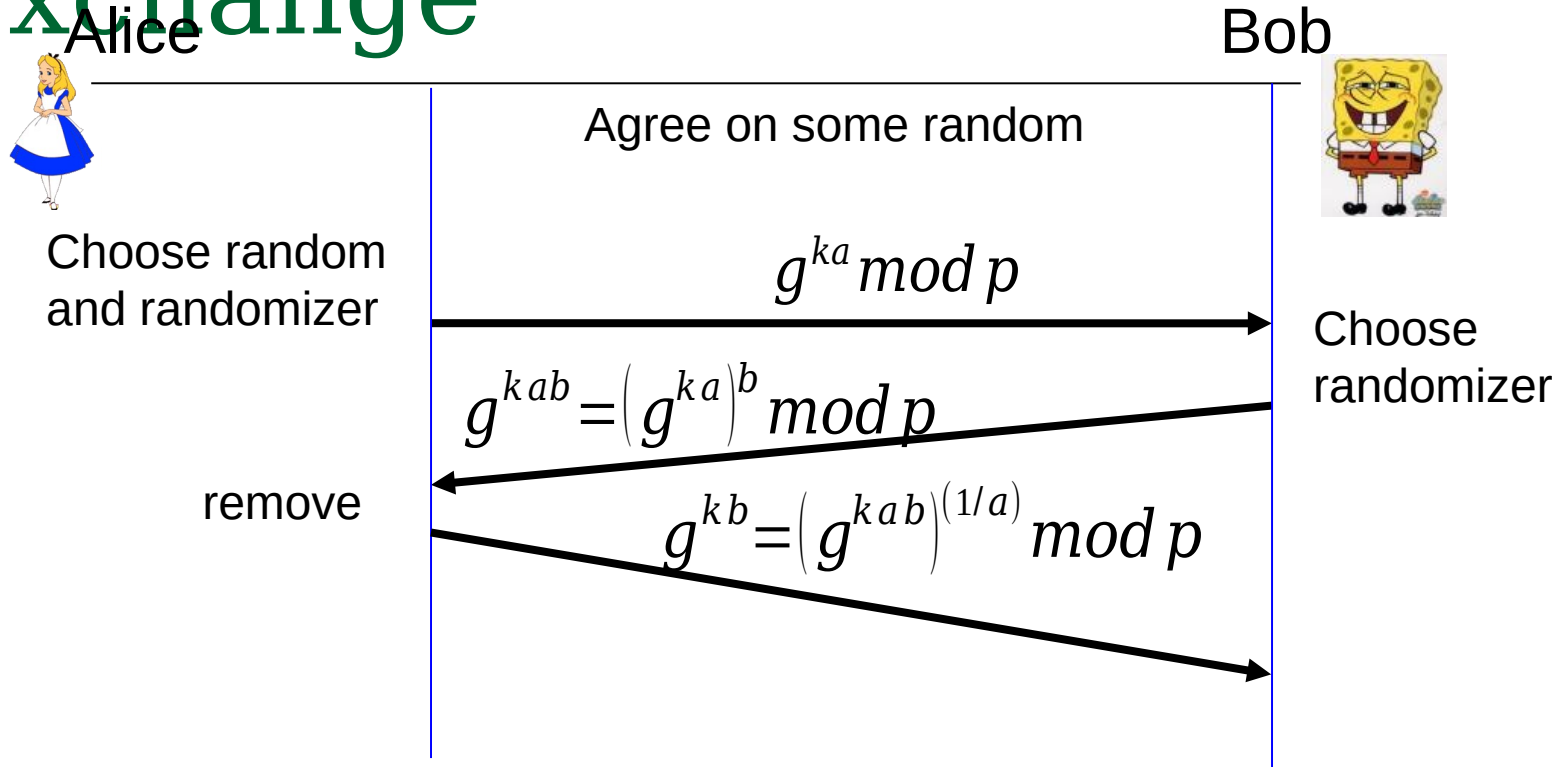 xchange
Alice
Bob
Agree on some random
Choose random
and randomizer
g^{ka} mod p
Choose
randomizer
g^{kab} = (g^{ka})^{b} mod p
remove
g^{kb} = (g^{kab})^{(1/a)} mod p